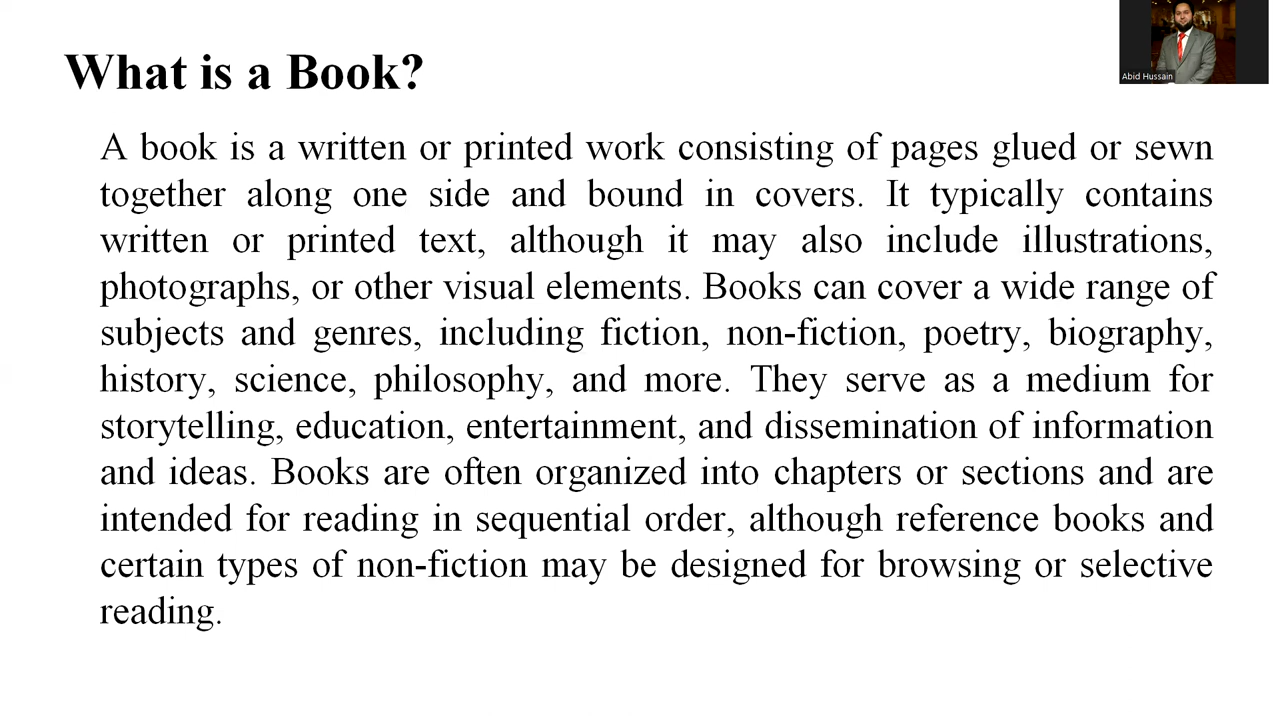 What is a Book?
Abid Hussain
A book is a written or printed work consisting of pages glued or sewn
together along one side and bound in covers. It typically contains
written or printed text, although it may also include illustrations,
photographs, or other visual elements. Books can cover a wide range of
subjects and genres, including fiction, non-fiction, poetry, biography,
history, science, philosophy, and more. They serve as a medium for
storytelling, education, entertainment, and dissemination of information
and ideas. Books are often organized into chapters or sections and are
intended for reading in sequential order, although reference books and
certain types of non-fiction may be designed for browsing or selective
reading.